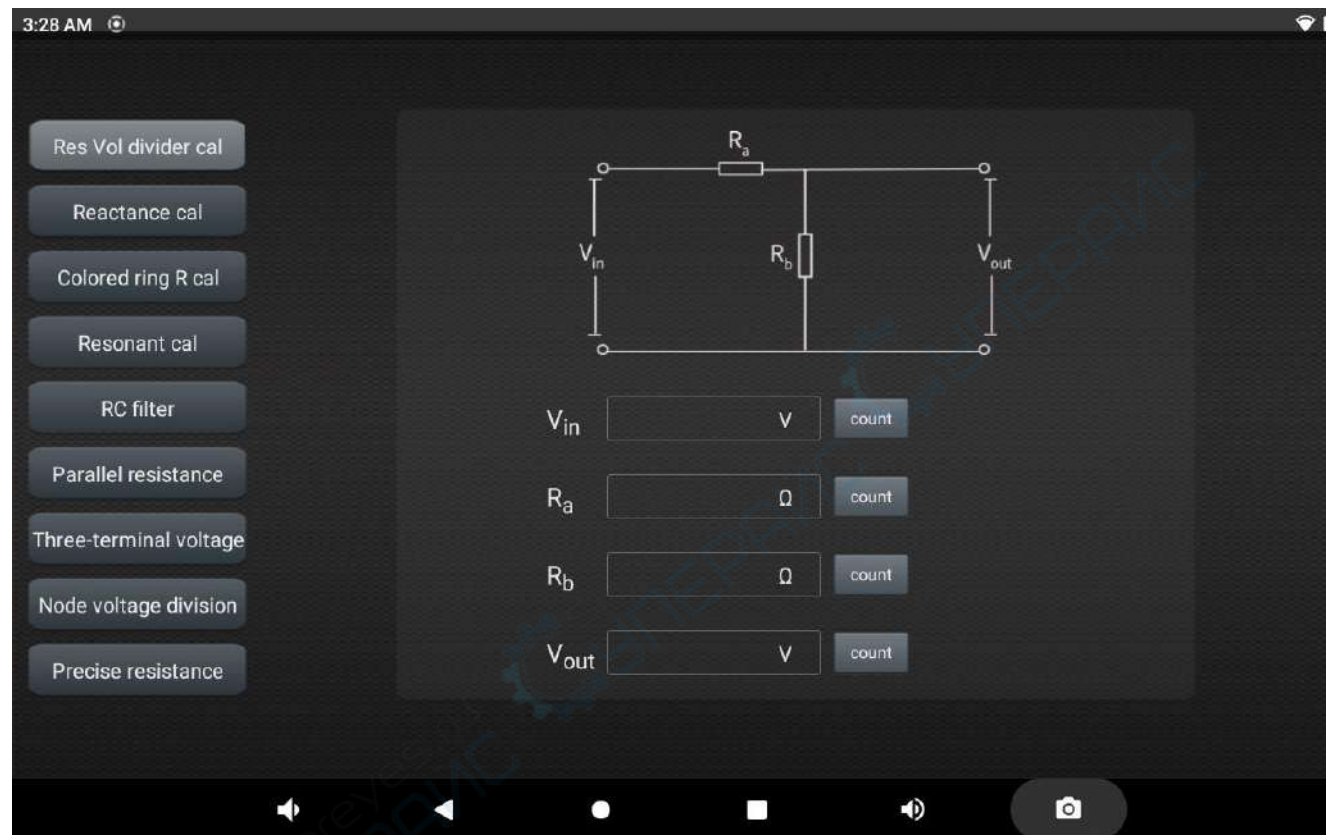 3:28 AM
Res Vol divider cal
Reactance cal
Colored ring R cal
Resonant cal
RC filter
Parallel resistance
Three-terminal voltage
Node voltage division
Precise resistance
Ra
Vin
Rb
Vout
Vin V count
Ra Ω count
Rb Ω count
Vout V count